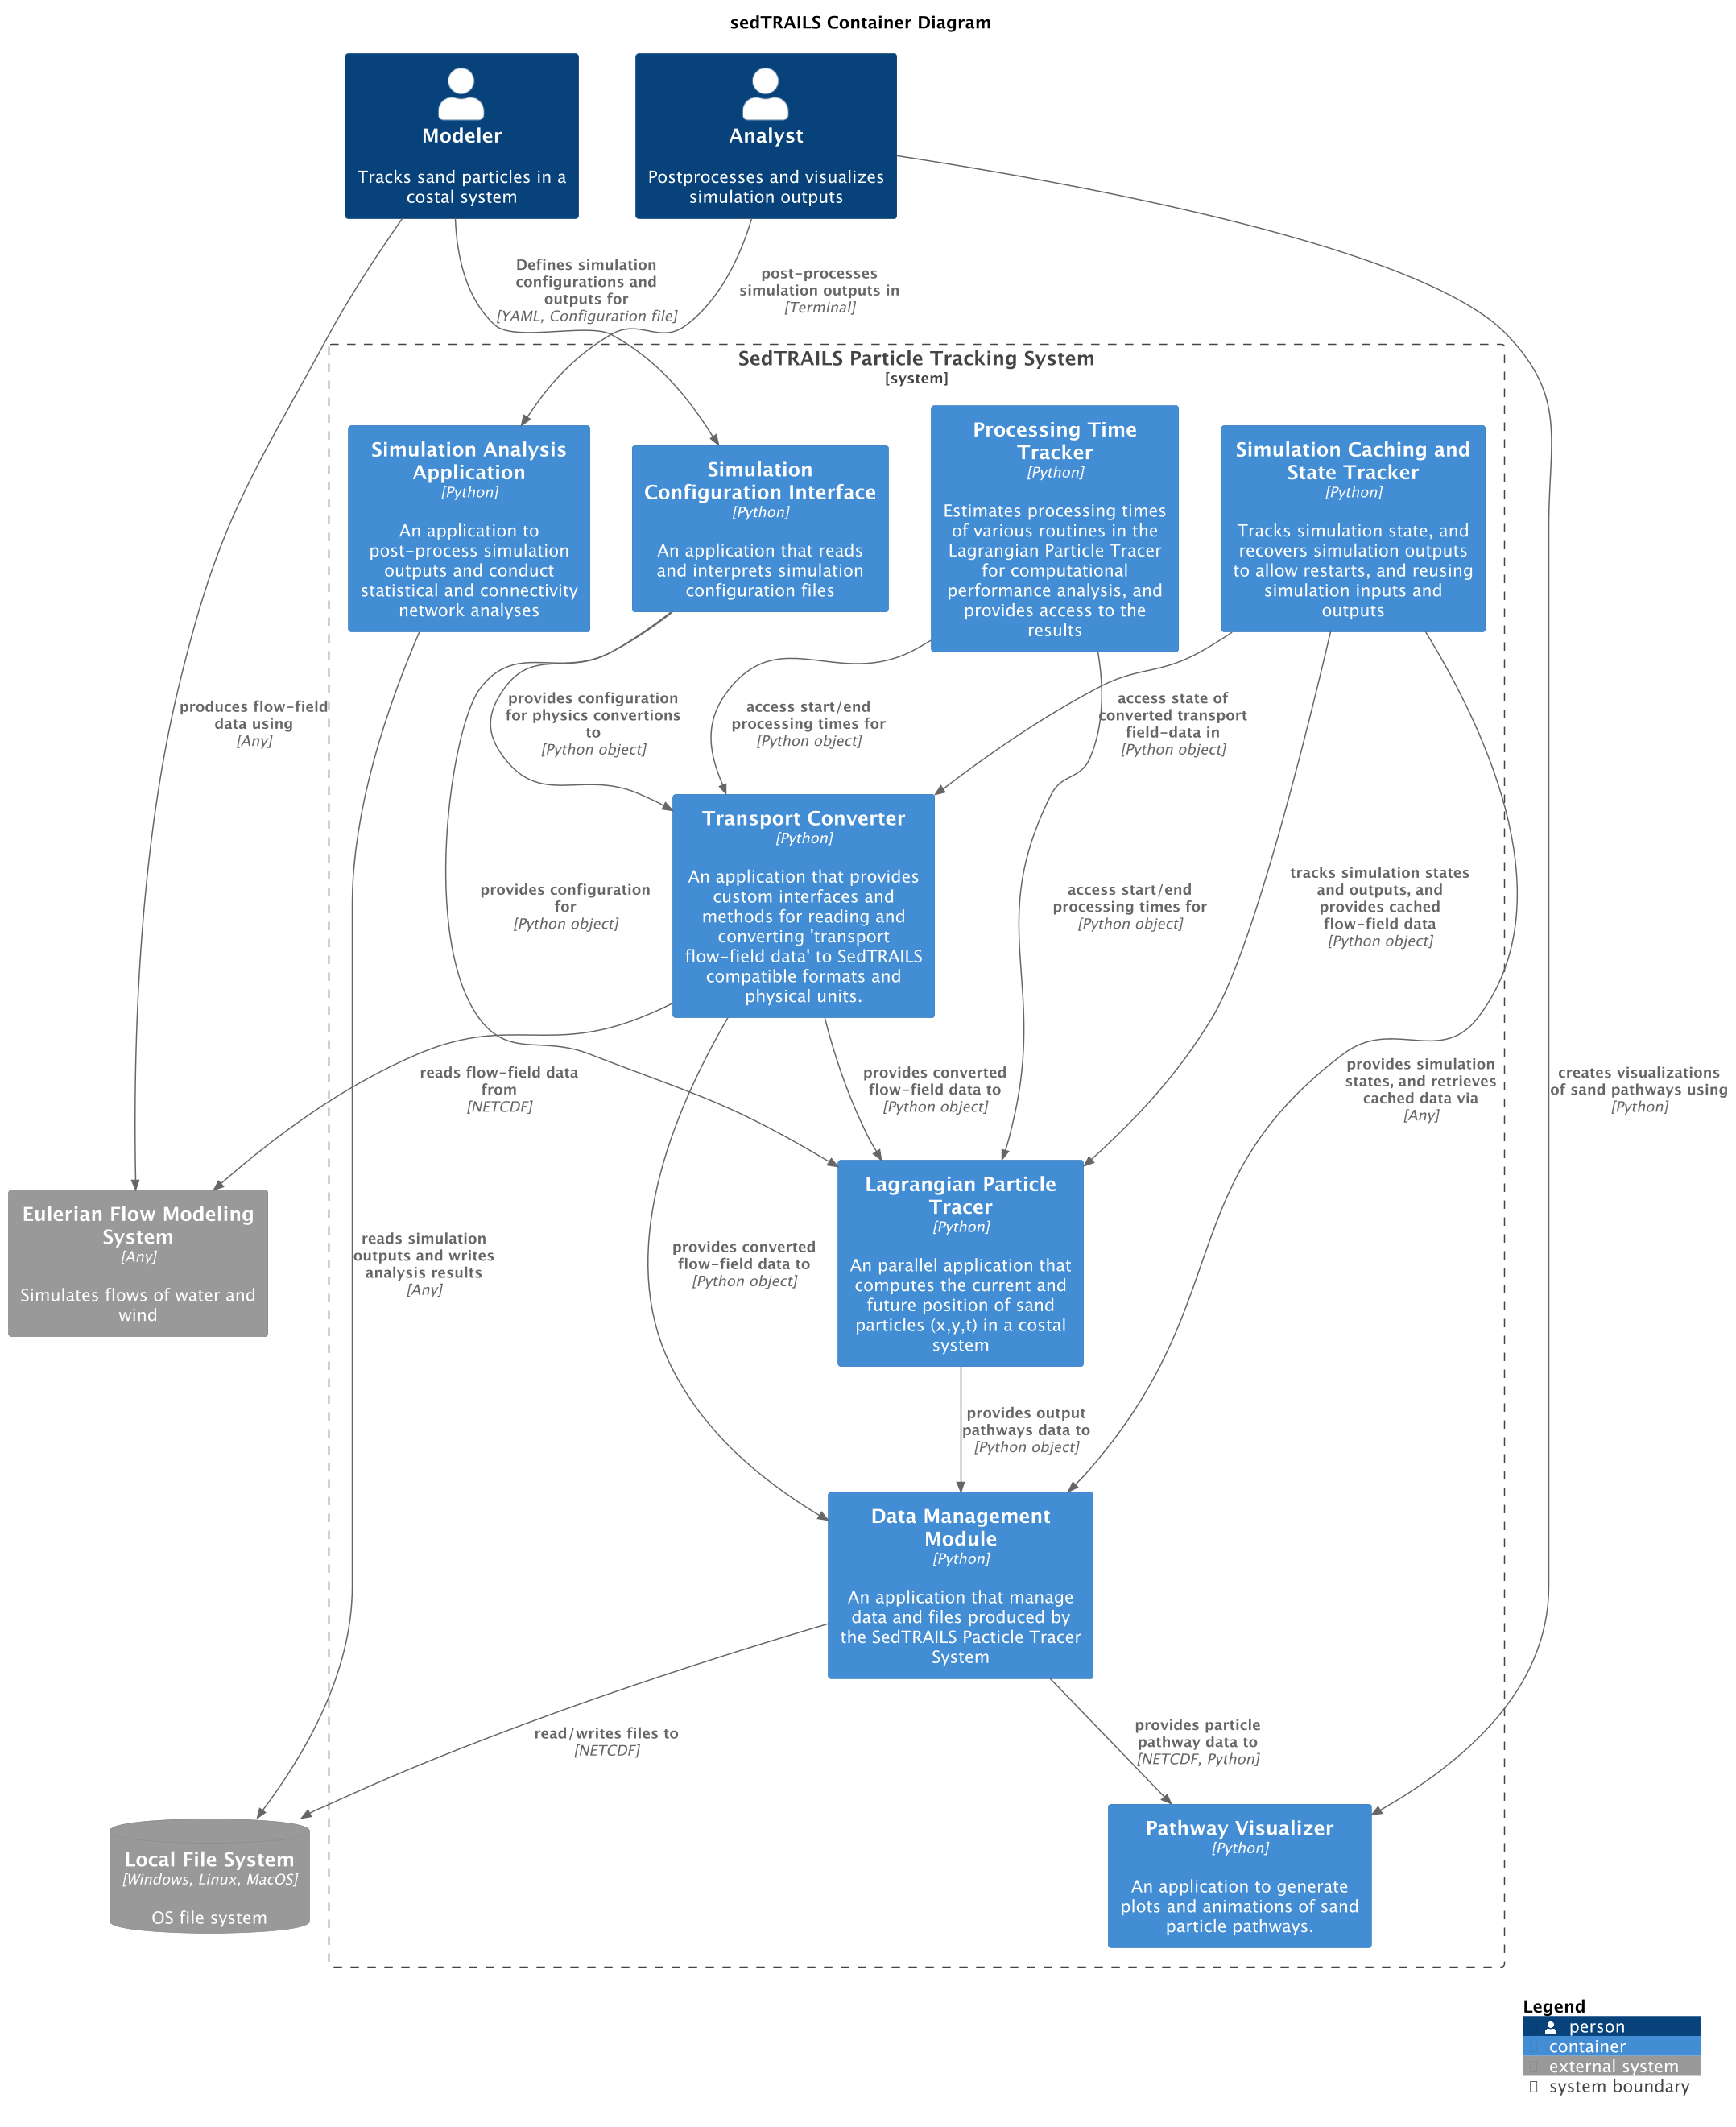 sedTRAILS Container Diagram
Modeler
Tracks sand particles in a
costal system
Analyst
Postprocesses and visualizes
simulation outputs
Defines simulation
configurations and
outputs for
[YAML, Configuration file]
post-processes
simulation outputs in
[Terminal]
SedTRAILS Particle Tracking System
[system]
Simulation Analysis
Application
[Python]
An application to
post-process simulation
outputs and conduct
statistical and connectivity
network analyses
Simulation
Configuration Interface
[Python]
An application that reads
and interprets simulation
configuration files
Processing Time
Tracker
[Python]
Estimates processing times
of various routines in the
Lagrangian Particle Tracer
for computational
performance analysis, and
provides access to the
results
Simulation Caching and
State Tracker
[Python]
Tracks simulation state, and
recovers simulation outputs
to allow restarts, and reusing
simulation inputs and
outputs
produces flow-field
data using
[Any]
provides configuration
for physics convertions
to
[Python object]
access start/end
processing times for
[Python object]
access state of
converted transport
field-data in
[Python object]
Transport Converter
[Python]
An application that provides
custom interfaces and
methods for reading and
converting 'transport
flow-field data' to SedTRAILS
compatible formats and
physical units.
provides configuration
for
[Python object]
access start/end
processing times for
[Python object]
tracks simulation states
and outputs, and
provides cached
flow-field data
[Python object]
reads flow-field data
from
[NETCDF]
provides converted
flow-field data to
[Python object]
provides simulation
states, and retrieves
cached data via
[Any]
creates visualizations
of sand pathways using
[Python]
Eulerian Flow Modeling
System
[Any]
Simulates flows of water and
wind
reads simulation
outputs and writes
analysis results
[Any]
provides converted
flow-field data to
[Python object]
Lagrangian Particle
Tracer
[Python]
An parallel application that
computes the current and
future position of sand
particles (x,y,t) in a costal
system
provides output
pathways data to
[Python object]
Data Management
Module
[Python]
An application that manage
data and files produced by
the SedTRAILS Pacticle Tracer
System
read/writes files to
[NETCDF]
provides particle
pathway data to
[NETCDF, Python]
Local File System
[Windows, Linux, MacOS]
OS file system
Pathway Visualizer
[Python]
An application to generate
plots and animations of sand
particle pathways.
Legend
person
container
external system
system boundary